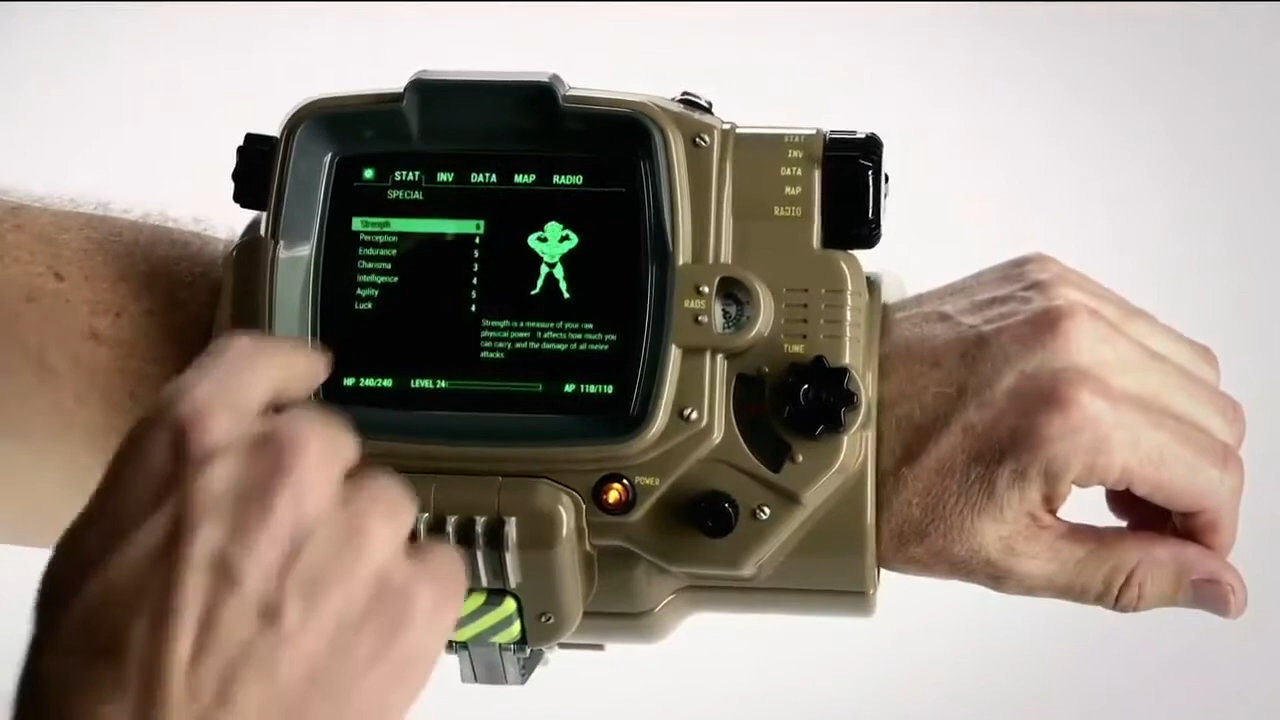 STAT INV DATA MAP RADIO
SPECIAL
Strength 6
Perception 4
Endurance 5
Charisma 3
Intelligence 4
Agility 5
Luck 4
Strength is a measure of your raw
physical power. It affects how much you
can carry, and the damage of all melee
attacks.
HP 240/240 LEVEL 24 AP 110/110
STAT
INV
DATA
MAP
RADIO
RADS
TUNE
POWER